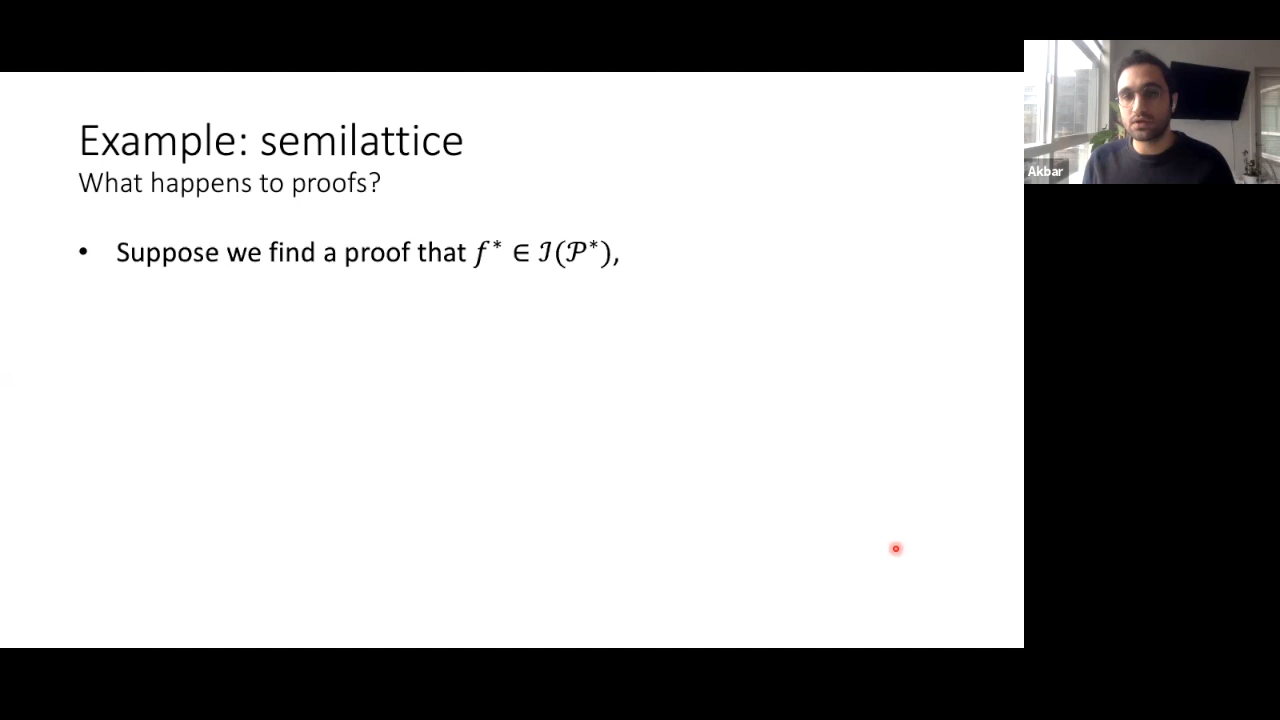 Example: semilattice
What happens to proofs?
• Suppose we find a proof that 𝑓* ∈ ℐ(𝒫*),
Akbar